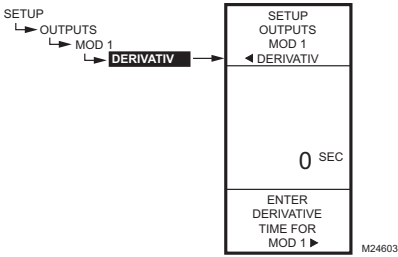 SETUP
OUTPUTS
MOD 1
DERIVATIV
SETUP
OUTPUTS
MOD 1
◀ DERIVATIV
0 SEC
ENTER
DERIVATIVE
TIME FOR
MOD 1 ▶
M24603